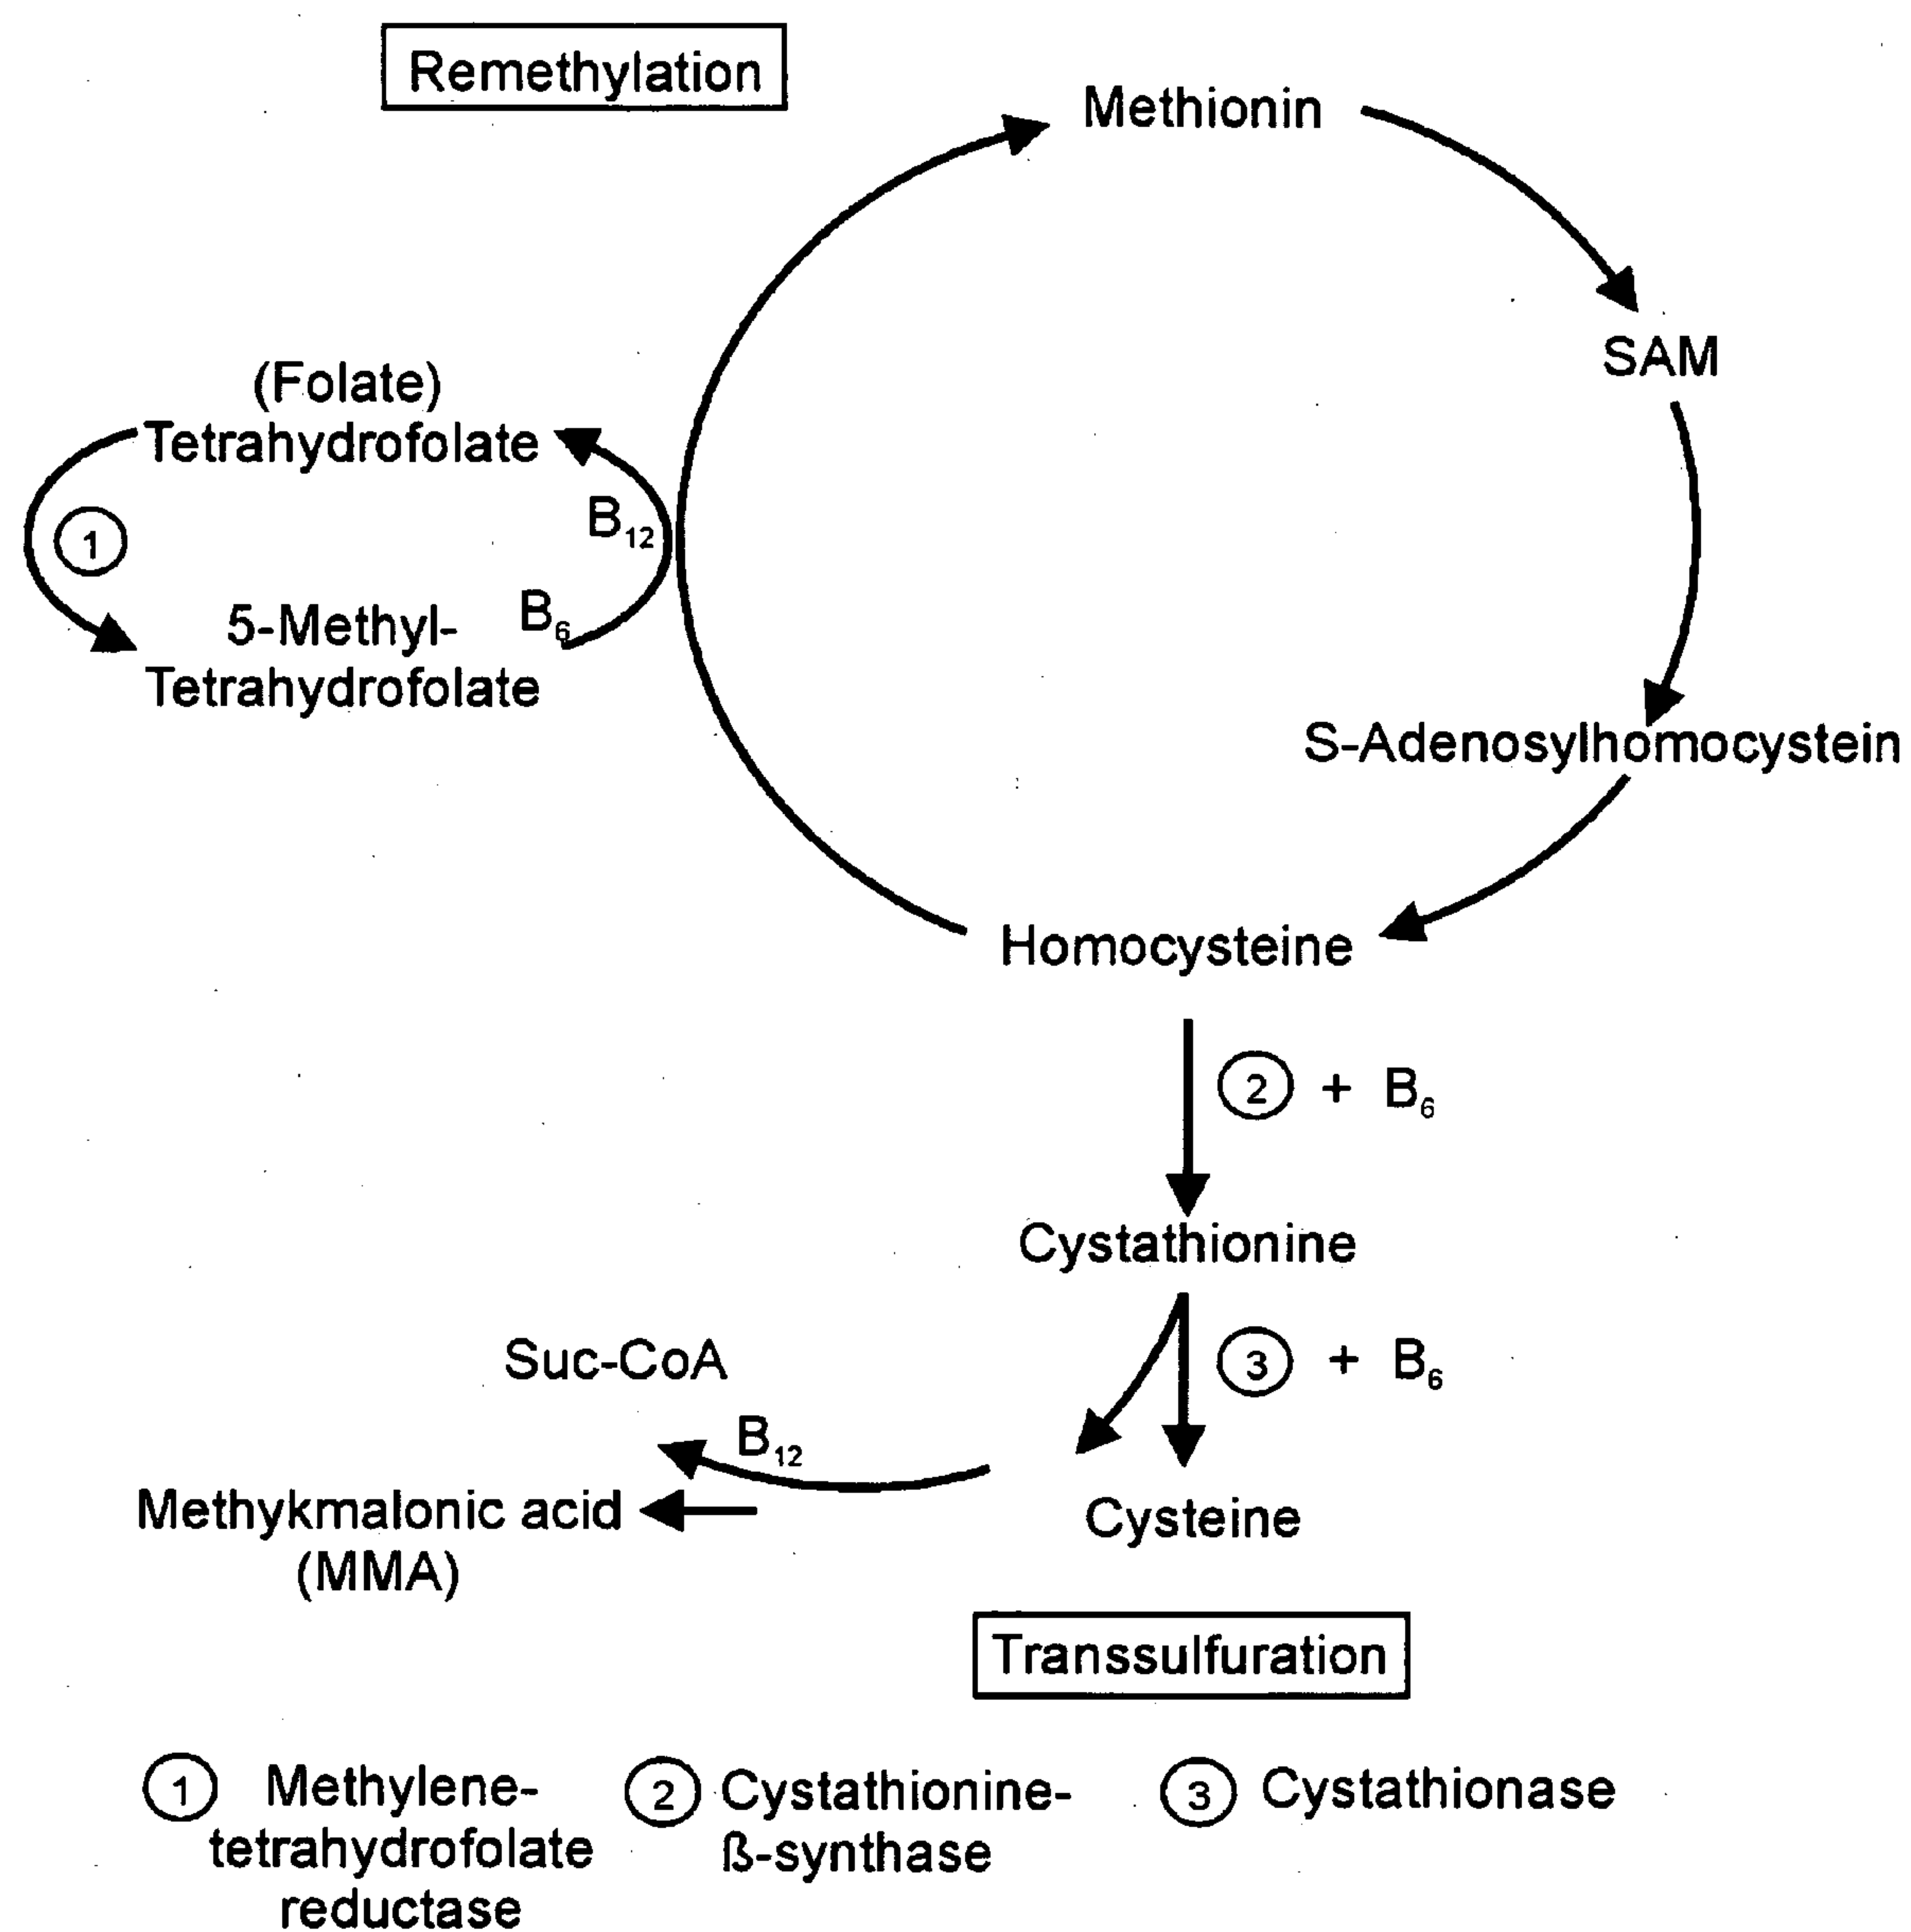 Remethylation
Methionin
SAM
(Folate)
Tetrahydrofolate
B12
1
B6
5-Methyl-
Tetrahydrofolate
S-Adenosylhomocystein
Homocysteine
2 + B6
Cystathionine
Suc-CoA
3 + B6
B12
Methykmalonic acid
(MMA)
Cysteine
Transsulfuration
1 Methylene-
tetrahydrofolate
reductase
2 Cystathionine-
ß-synthase
3 Cystathionase